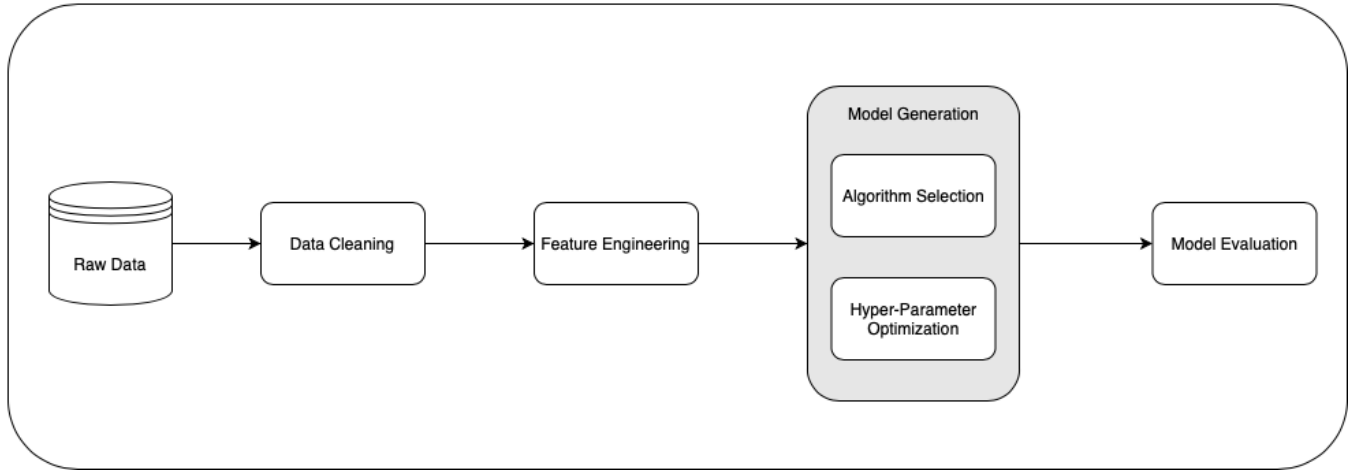 Raw Data
Data Cleaning
Feature Engineering
Model Generation
Algorithm Selection
Hyper-Parameter
Optimization
Model Evaluation